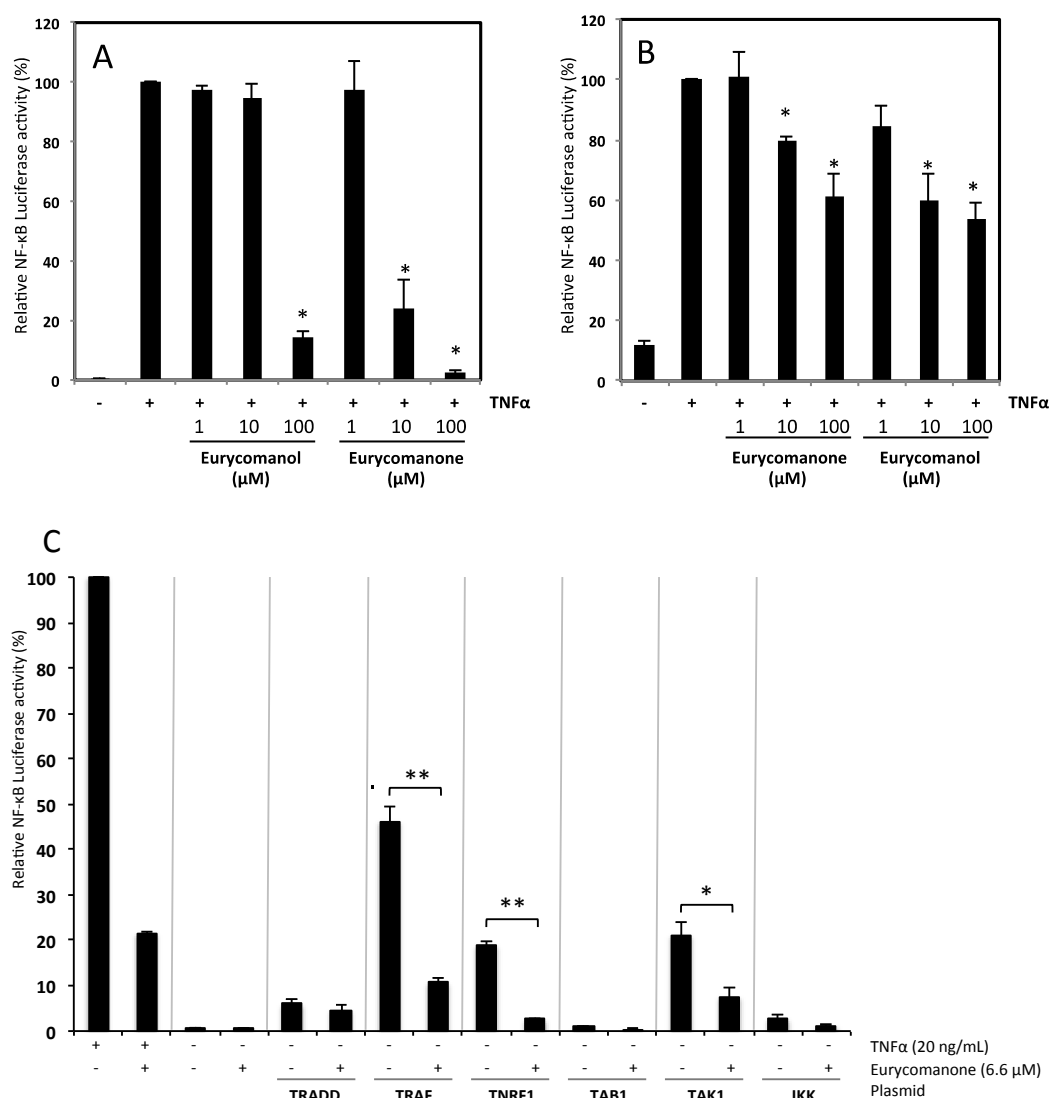 A
Relative NF-κB Luciferase activity (%)
120
100
80
60
40
20
0
* * *
- + + + + + + + TNFα
1 10 100 1 10 100
Eurycomanol Eurycomanone
(μM) (μM)
B
Relative NF-κB Luciferase activity (%)
120
100
80
60
40
20
0
* * * *
- + + + + + + + TNFα
1 10 100 1 10 100
Eurycomanone Eurycomanol
(μM) (μM)
C
Relative NF-κB Luciferase activity (%)
100
90
80
70
60
50
40
30
20
10
0
** ** *
+ + - - - - - - - - - - - - - - TNFα (20 ng/mL)
- + - + - + - + - + - + - + - + Eurycomanone (6.6 μM)
Plasmid
TRADD TRAF TNRF1 TAB1 TAK1 IKK